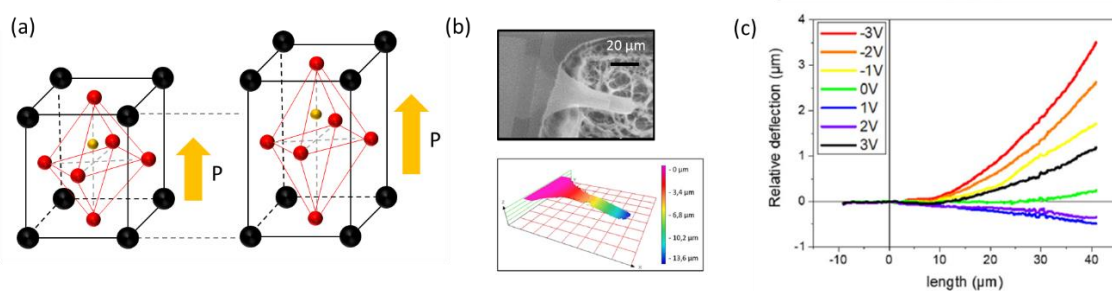 (a)
P
P
(b)
20 µm
- 0 µm
- 3,4 µm
- 6,8 µm
- 10,2 µm
- 13,6 µm
(c)
Relative deflection (µm)
4
3
2
1
0
-1
-3V
-2V
-1V
0V
1V
2V
3V
-10
0
10
20
30
40
length (µm)